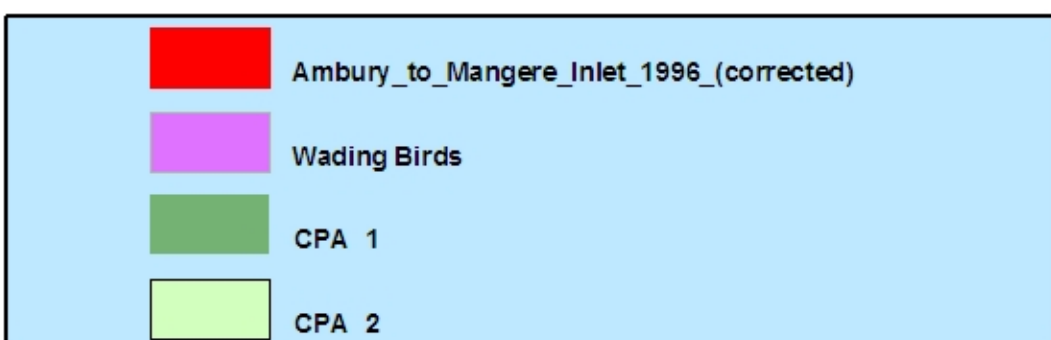 Ambury_to_Mangere_Inlet_1996_(corrected)
Wading Birds
CPA 1
CPA 2